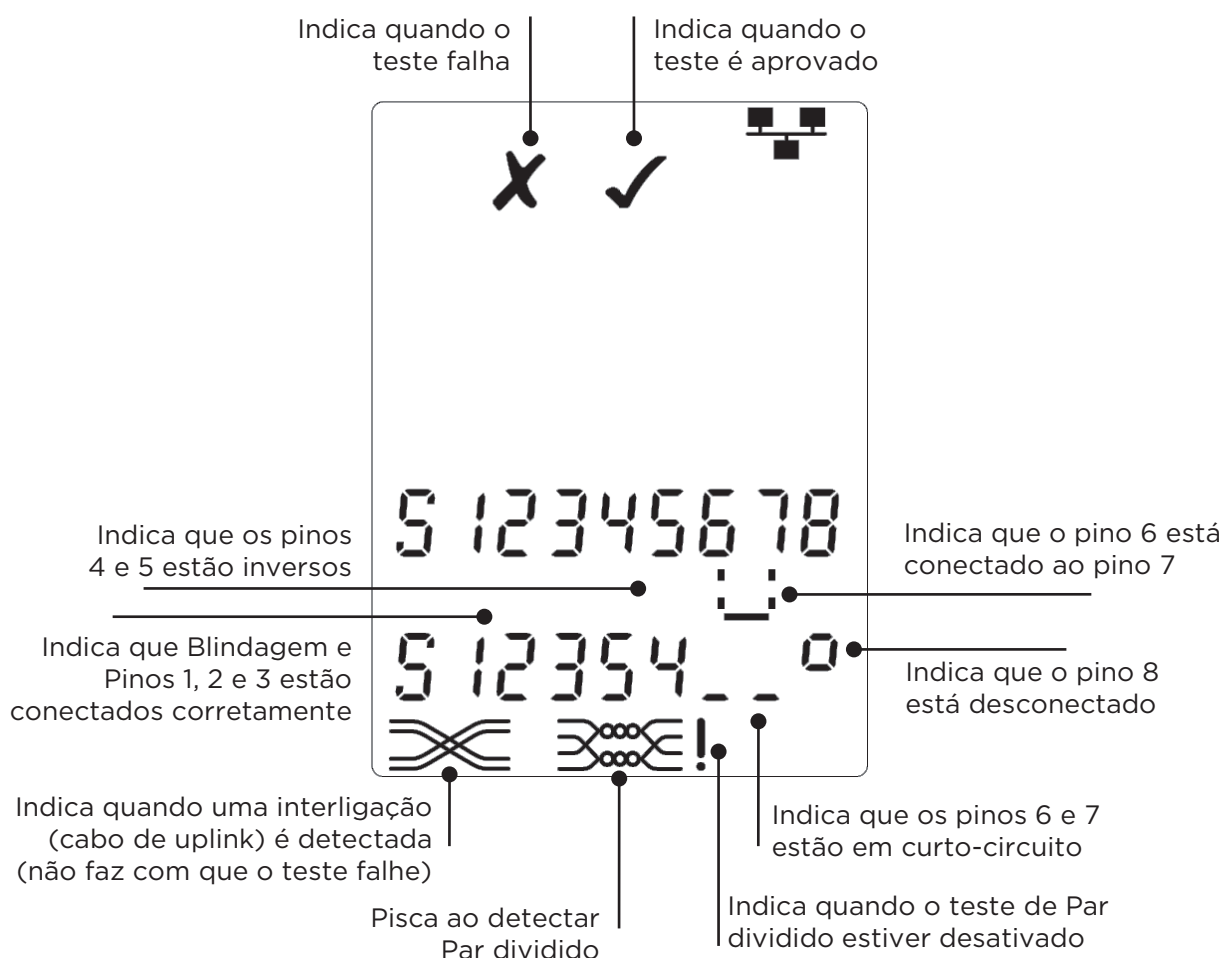 Indica quando o
teste falha
Indica quando o
teste é aprovado
S 12345678
Indica que os pinos
4 e 5 estão inversos
Indica que o pino 6 está
conectado ao pino 7
S 12354_ _ o
Indica que Blindagem e
Pinos 1, 2 e 3 estão
conectados corretamente
Indica que o pino 8
está desconectado
!
Indica quando uma interligação
(cabo de uplink) é detectada
(não faz com que o teste falhe)
Indica que os pinos 6 e 7
estão em curto-circuito
Pisca ao detectar
Par dividido
Indica quando o teste de Par
dividido estiver desativado